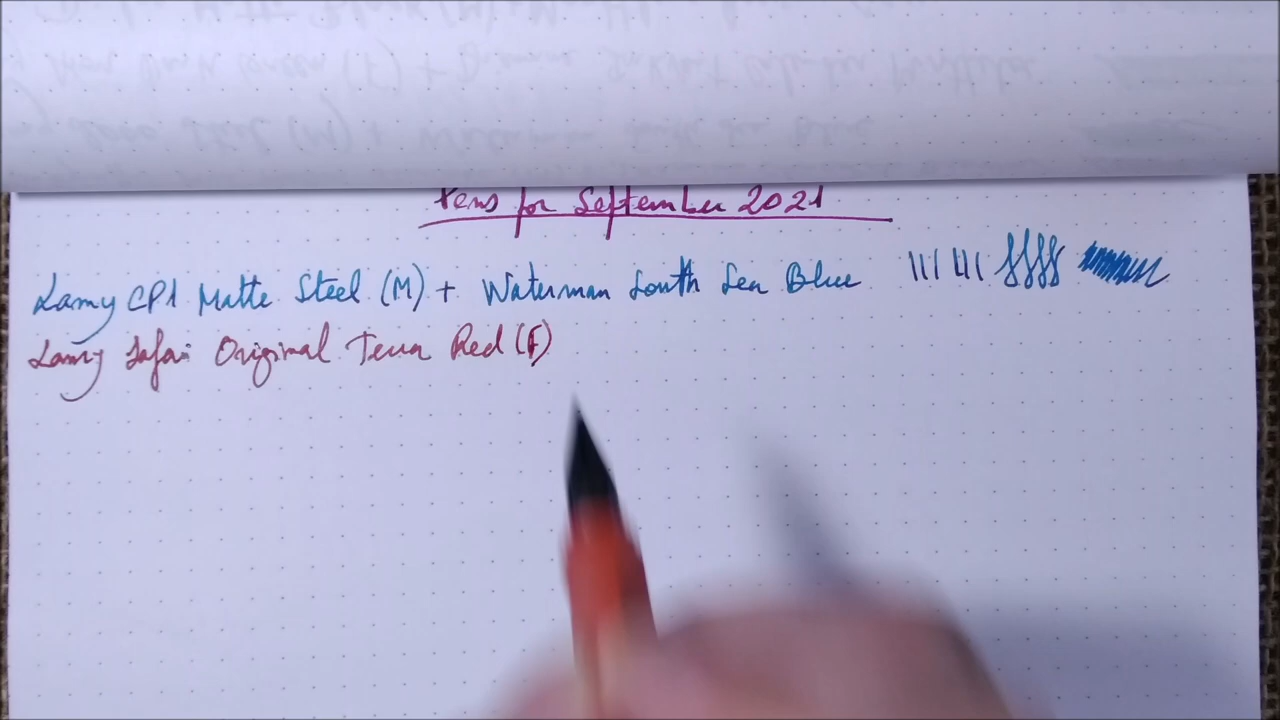 Pens for September 2021
Lamy CP1 Matte Steel (M) + Waterman South Sea Blue
Lamy Safari Original Terra Red (F)